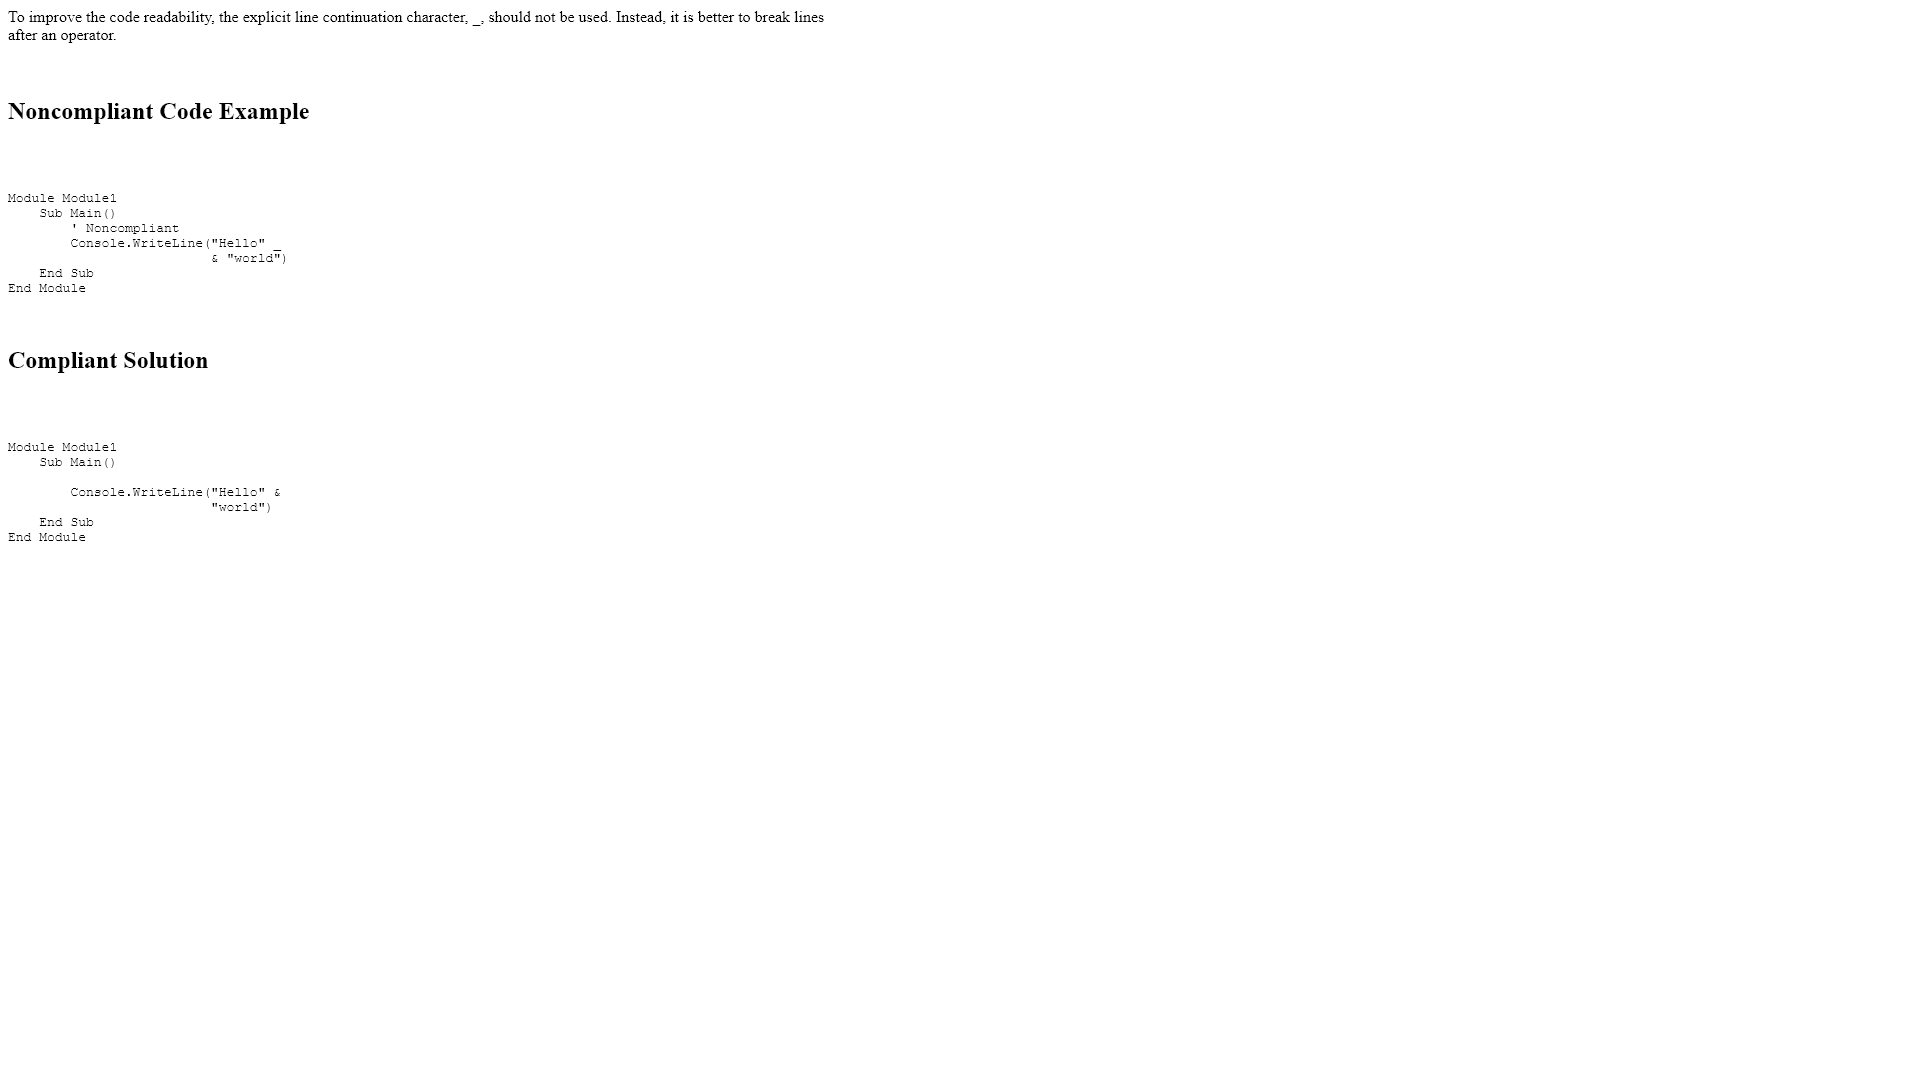 To improve the code readability, the explicit line continuation character, _, should not be used. Instead, it is better to break lines
after an operator.
Noncompliant Code Example
Module Module1
    Sub Main()
        ' Noncompliant
        Console.WriteLine("Hello" _
                          & "world")
    End Sub
End Module
Compliant Solution
Module Module1
    Sub Main()
        Console.WriteLine("Hello" &
                          "world")
    End Sub
End Module